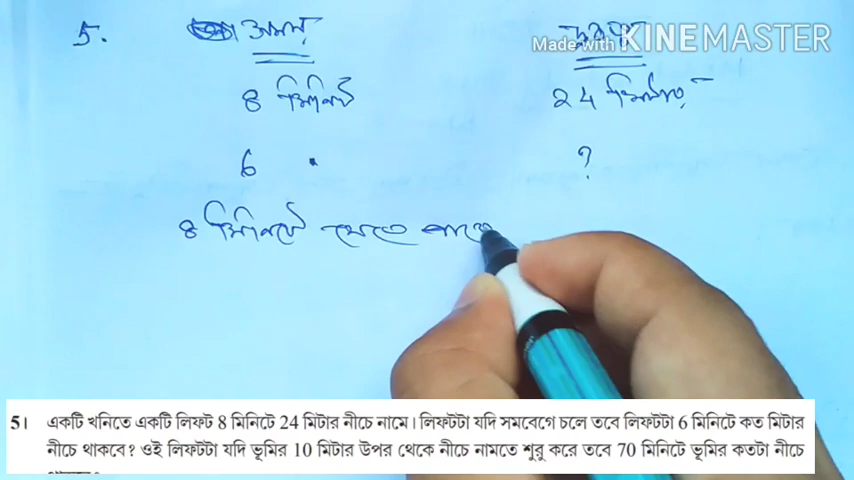 5. সময় দূরত্ব
Made with KINEMASTER
8 মিনিটে 24 মিটার
6 ?
8 মিনিটে যেতে পারে
5। একটি খনিতে একটি লিফট 8 মিনিটে 24 মিটার নীচে নামে। লিফটটা যদি সমবেগে চলে তবে লিফটটা 6 মিনিটে কত মিটার
নীচে থাকবে? ওই লিফটটা যদি ভূমির 10 মিটার উপর থেকে নীচে নামতে শুরু করে তবে 70 মিনিটে ভূমির কতটা নীচে